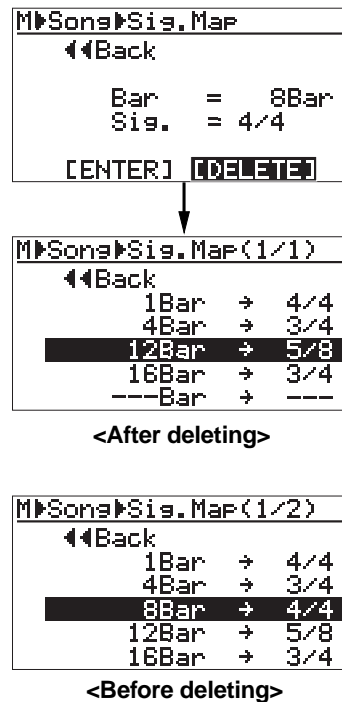 M▶Song▶Sig.Map
◀◀Back
Bar = 8Bar
Sig. = 4/4
[ENTER] [DELETE]
M▶Song▶Sig.Map(1/1)
◀◀Back
1Bar → 4/4
4Bar → 3/4
12Bar → 5/8
16Bar → 3/4
---Bar → ---
<After deleting>
M▶Song▶Sig.Map(1/2)
◀◀Back
1Bar → 4/4
4Bar → 3/4
8Bar → 4/4
12Bar → 5/8
16Bar → 3/4
<Before deleting>